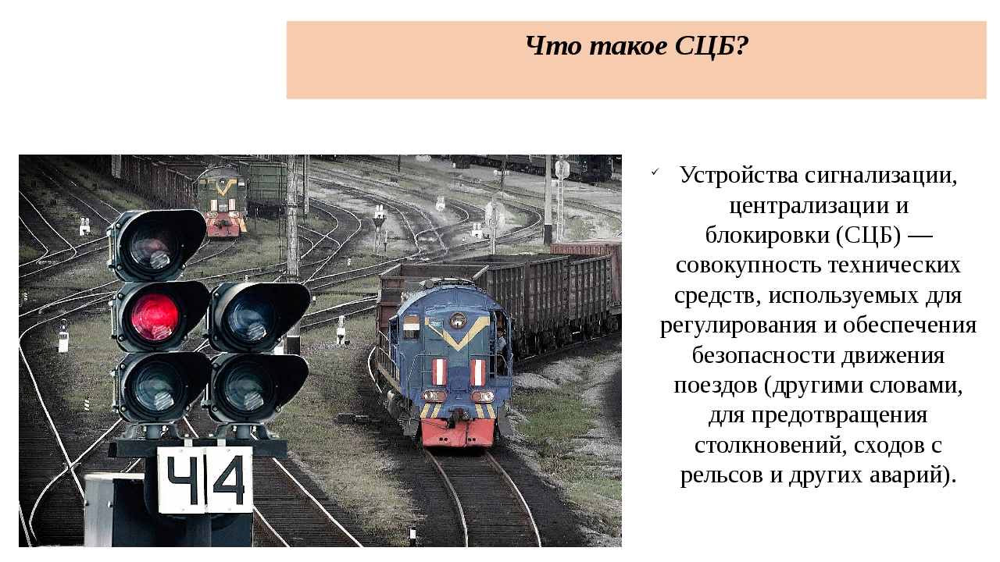 Что такое СЦБ?
Ч4
Устройства сигнализации,
централизации и
блокировки (СЦБ) —
совокупность технических
средств, используемых для
регулирования и обеспечения
безопасности движения
поездов (другими словами,
для предотвращения
столкновений, сходов с
рельсов и других аварий).